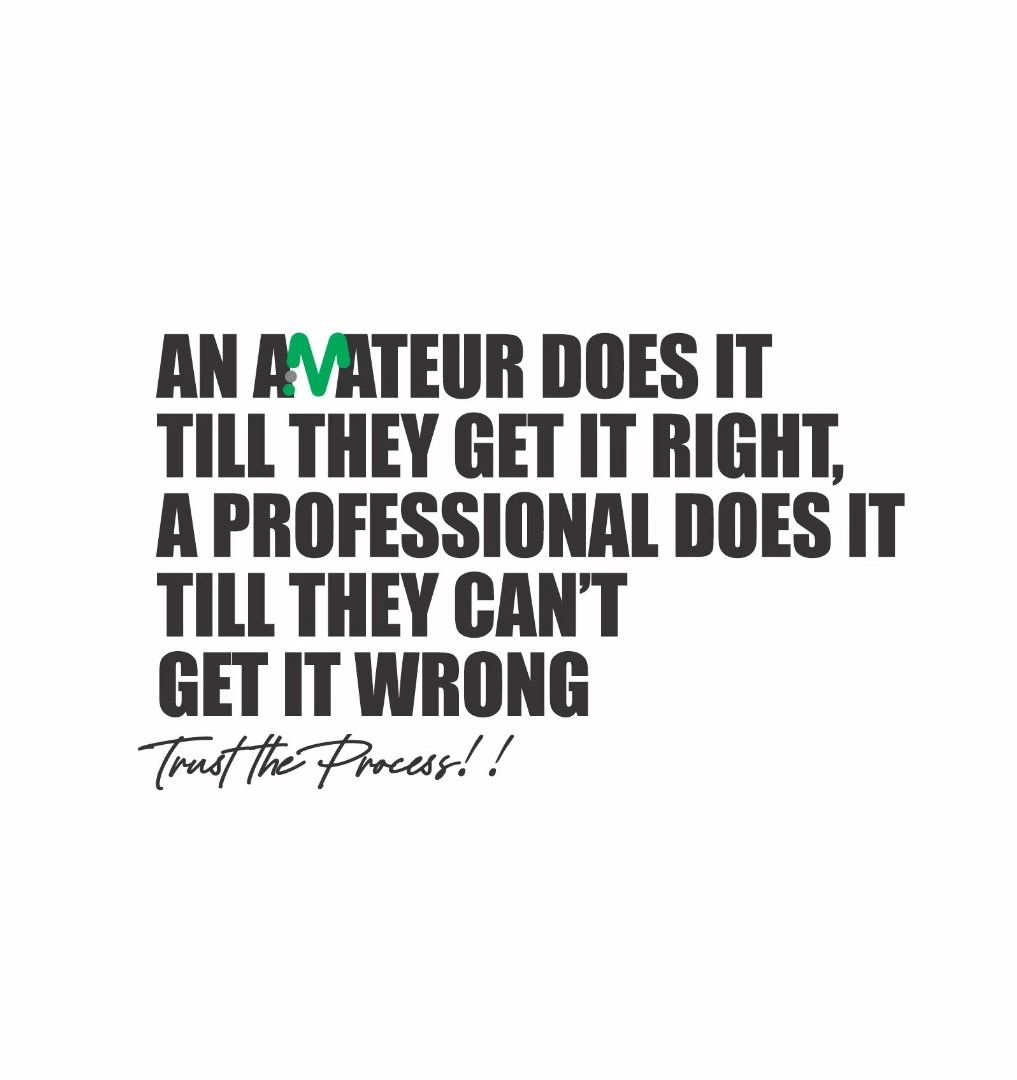 AN AMATEUR DOES IT
TILL THEY GET IT RIGHT,
A PROFESSIONAL DOES IT
TILL THEY CAN’T
GET IT WRONG
Trust the Process! !